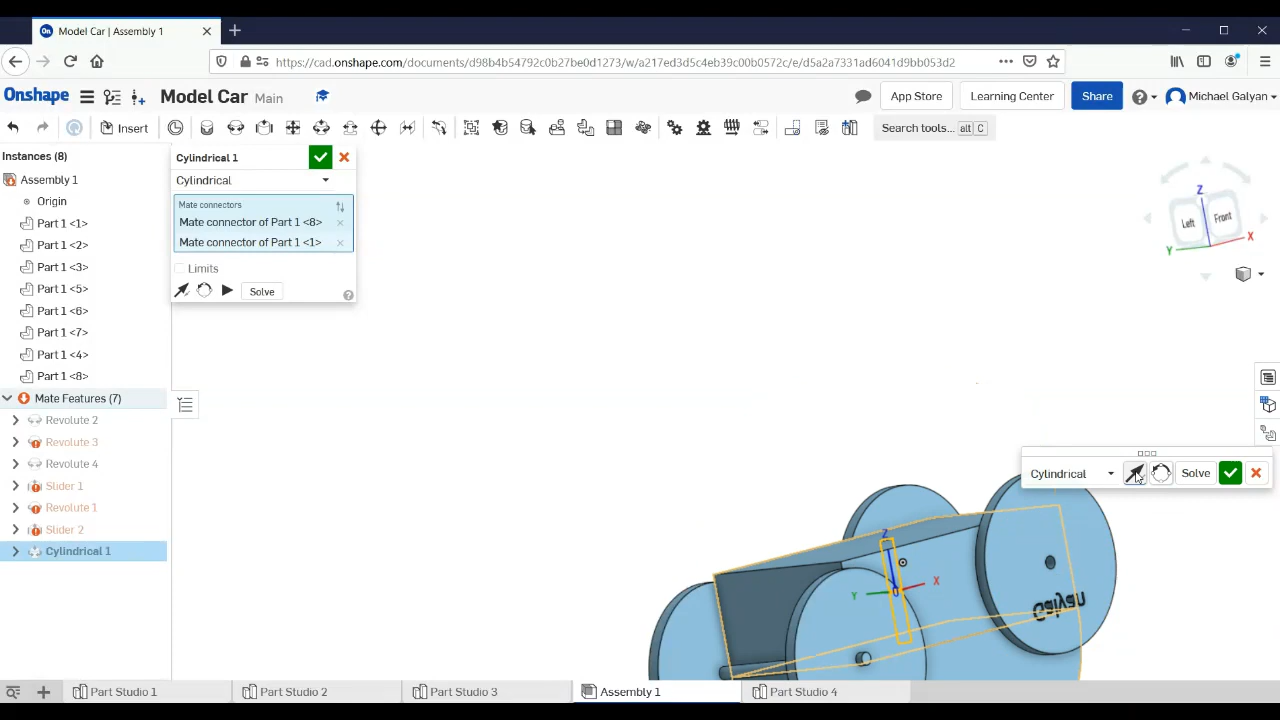 On Model Car | Assembly 1
https://cad.onshape.com/documents/d98b4b5479520b27be0d1273/w/a217ed3d5c4eb39c00b0572c/e/d5a2a7331ad6041d9bb053d2
Onshape Model Car Main App Store Learning Center Share Michael Galyan
Insert Search tools... alt C
Instances (8)
Assembly 1
Origin
Part 1 <1>
Part 1 <2>
Part 1 <3>
Part 1 <5>
Part 1 <6>
Part 1 <7>
Part 1 <4>
Part 1 <8>
Mate Features (7)
Revolute 2
Revolute 3
Revolute 4
Slider 1
Revolute 1
Slider 2
Cylindrical 1
Cylindrical 1
Cylindrical
Mate connectors
Mate connector of Part 1 <8>
Mate connector of Part 1 <1>
Limits
Solve
Z
Left Front
Y X
Cylindrical Solve
Z
Y X
Galyan
Part Studio 1 Part Studio 2 Part Studio 3 Assembly 1 Part Studio 4